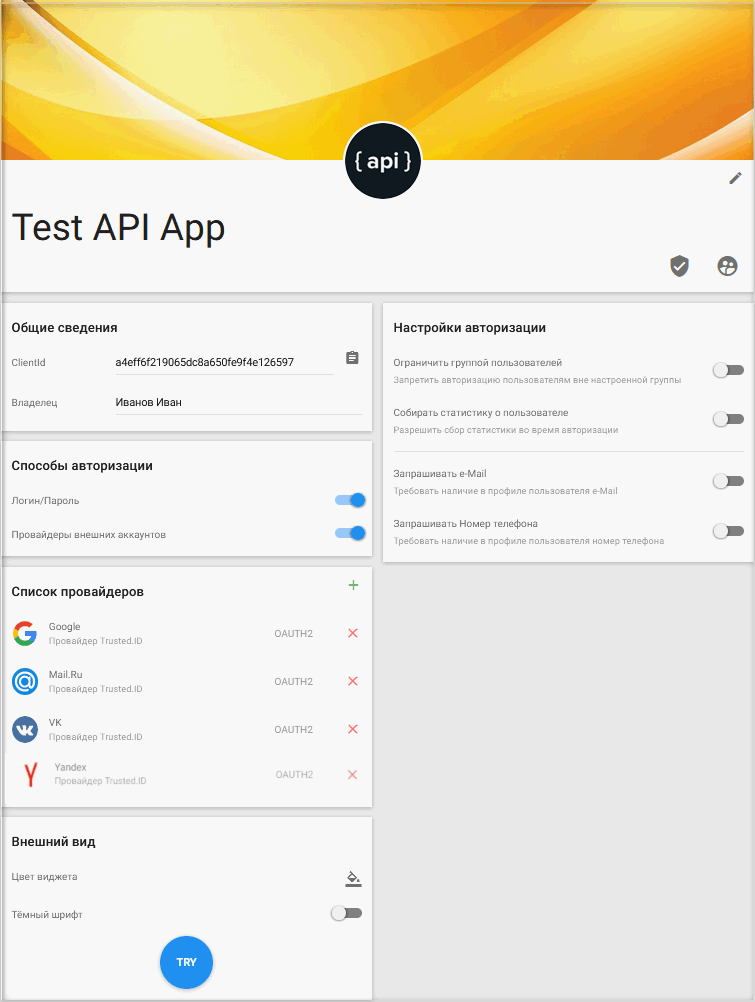 { api }
Test API App
Общие сведения
ClientId
a4eff6f219065dc8a650fe9f4e126597
Владелец
Иванов Иван
Способы авторизации
Логин/Пароль
Провайдеры внешних аккаунтов
Список провайдеров
Google
Провайдер Trusted.ID
OAUTH2
Mail.Ru
Провайдер Trusted.ID
OAUTH2
VK
Провайдер Trusted.ID
OAUTH2
Yandex
Провайдер Trusted.ID
OAUTH2
Внешний вид
Цвет виджета
Тёмный шрифт
TRY
Настройки авторизации
Ограничить группой пользователей
Запретить авторизацию пользователям вне настроенной группы
Собирать статистику о пользователе
Разрешить сбор статистики во время авторизации
Запрашивать e-Mail
Требовать наличие в профиле пользователя e-Mail
Запрашивать Номер телефона
Требовать наличие в профиле пользователя номер телефона